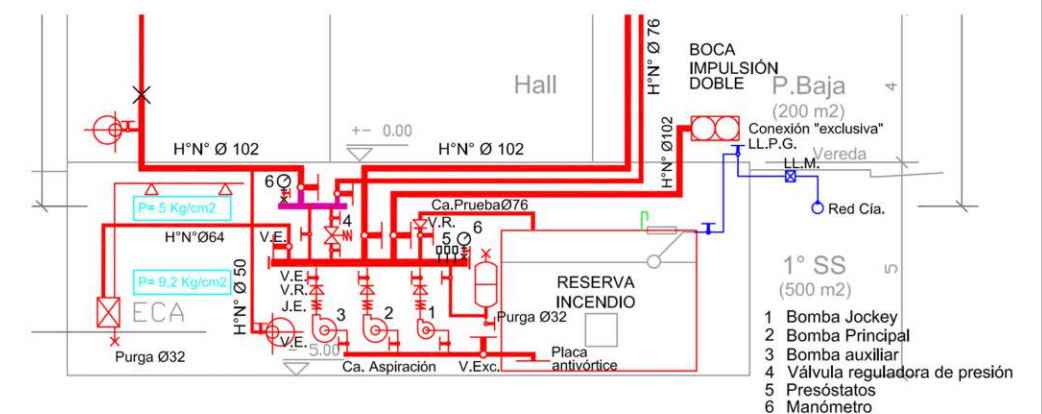 H°N° Ø 76
BOCA
IMPULSIÓN
DOBLE
Hall
P.Baja
(200 m2)
4
Conexión "exclusiva"
LL.P.G.
Vereda
LL.M.
Red Cía.
+- 0.00
H°N° Ø 102
H°N° Ø 102
H°N° Ø102
6
P= 5 Kg/cm2
H°N°Ø64
4
V.E.
Ca.PruebaØ76
V.R.
5
6
P= 9,2 Kg/cm2
H°N° Ø 50
V.E.
V.R.
J.E.
V.E.
3
2
1
RESERVA
INCENDIO
Purga Ø32
1° SS
(500 m2)
5
ECA
Purga Ø32
- 5.00
Ca. Aspiración
V.Exc.
Placa
antivórtice
1 Bomba Jockey
2 Bomba Principal
3 Bomba auxiliar
4 Válvula reguladora de presión
5 Presóstatos
6 Manómetro